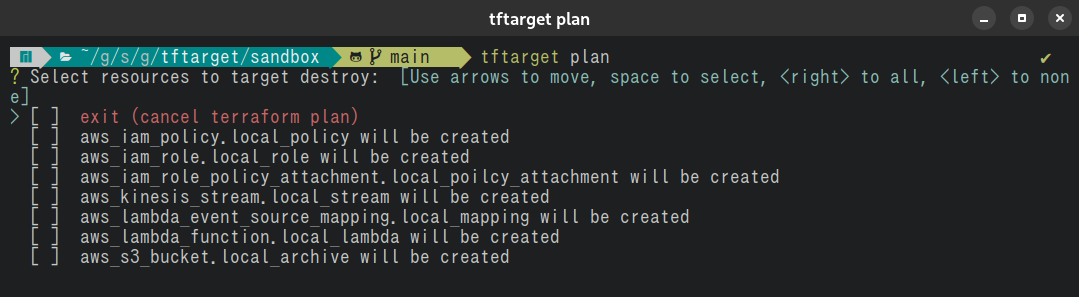 tftarget plan
~/g/s/g/tftarget/sandbox main tftarget plan ✔
? Select resources to target destroy:  [Use arrows to move, space to select, <right> to all, <left> to non
e]
> [ ]  exit (cancel terraform plan)
[ ]  aws_iam_policy.local_policy will be created
[ ]  aws_iam_role.local_role will be created
[ ]  aws_iam_role_policy_attachment.local_poilcy_attachment will be created
[ ]  aws_kinesis_stream.local_stream will be created
[ ]  aws_lambda_event_source_mapping.local_mapping will be created
[ ]  aws_lambda_function.local_lambda will be created
[ ]  aws_s3_bucket.local_archive will be created